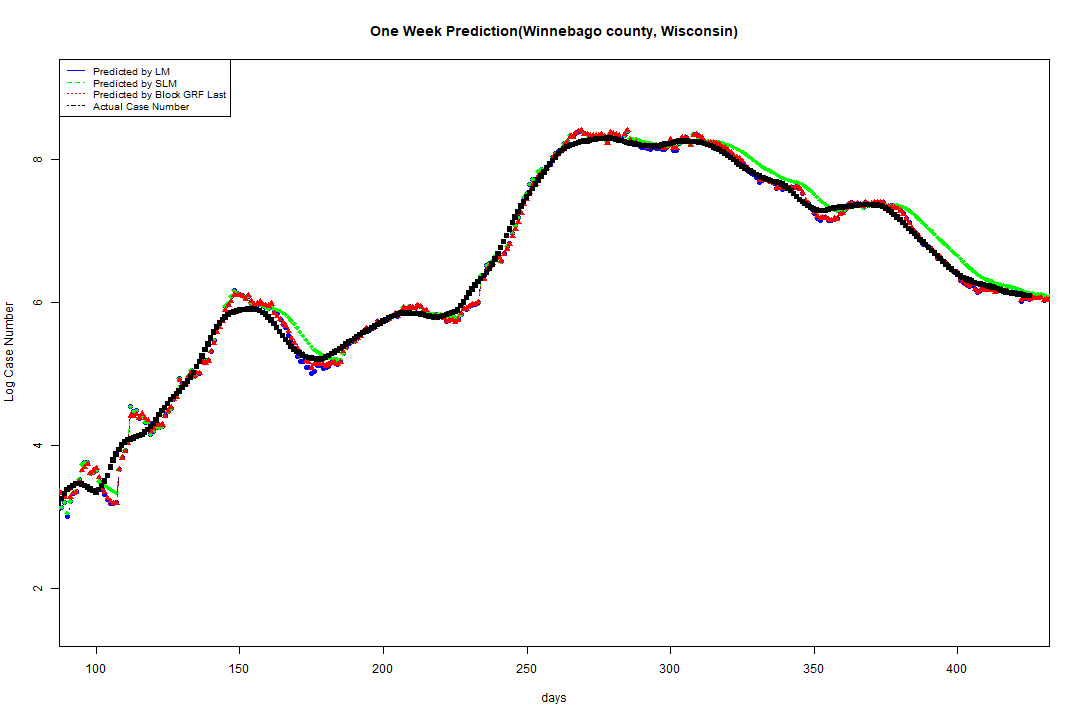 One Week Prediction(Winnebago county, Wisconsin)
Predicted by LM
Predicted by SLM
Predicted by Block GRF Last
Actual Case Number
8
6
4
2
Log Case Number
100 150 200 250 300 350 400
days